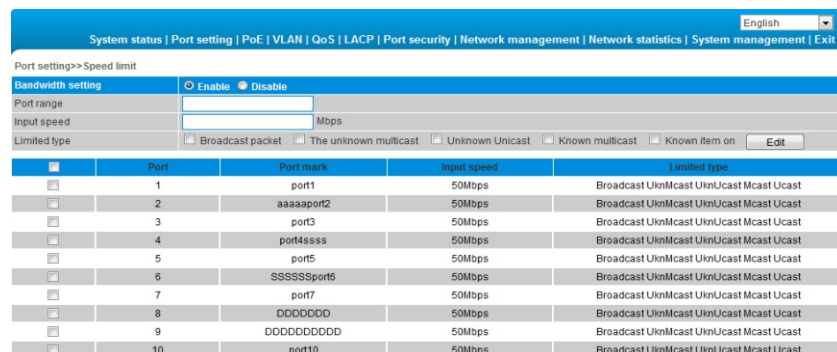 English
System status | Port setting | PoE | VLAN | QoS | LACP | Port security | Network management | Network statistics | System management | Exit
Port setting>>Speed limit
Bandwidth setting Enable Disable
Port range
Input speed Mbps
Limited type Broadcast packet The unknown multicast Unknown Unicast Known multicast Known item on Edit
Port Port mark Input speed Limited type
1 port1 50Mbps Broadcast UknMcast UknUcast Mcast Ucast
2 aaaaaport2 50Mbps Broadcast UknMcast UknUcast Mcast Ucast
3 port3 50Mbps Broadcast UknMcast UknUcast Mcast Ucast
4 port4ssss 50Mbps Broadcast UknMcast UknUcast Mcast Ucast
5 port5 50Mbps Broadcast UknMcast UknUcast Mcast Ucast
6 SSSSSSport6 50Mbps Broadcast UknMcast UknUcast Mcast Ucast
7 port7 50Mbps Broadcast UknMcast UknUcast Mcast Ucast
8 DDDDDDD 50Mbps Broadcast UknMcast UknUcast Mcast Ucast
9 DDDDDDDDDD 50Mbps Broadcast UknMcast UknUcast Mcast Ucast
10 port10 50Mbps Broadcast UknMcast UknUcast Mcast Ucast